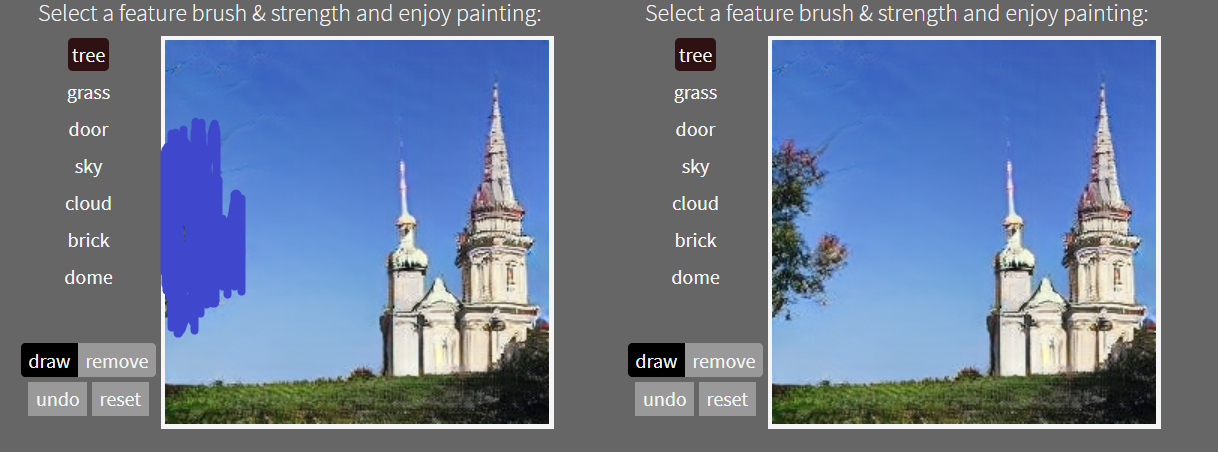 Select a feature brush & strength and enjoy painting:
tree
grass
door
sky
cloud
brick
dome
draw remove
undo reset
Select a feature brush & strength and enjoy painting:
tree
grass
door
sky
cloud
brick
dome
draw remove
undo reset